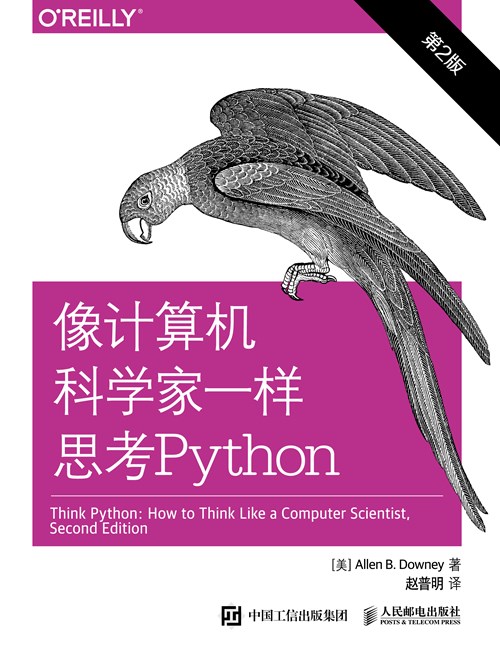 O'REILLY®
第2版
像计算机
科学家一样
思考Python
Think Python: How to Think Like a Computer Scientist,
Second Edition
[美] Allen B. Downey 著
赵普明 译
中国工信出版集团
人民邮电出版社
POSTS & TELECOM PRESS